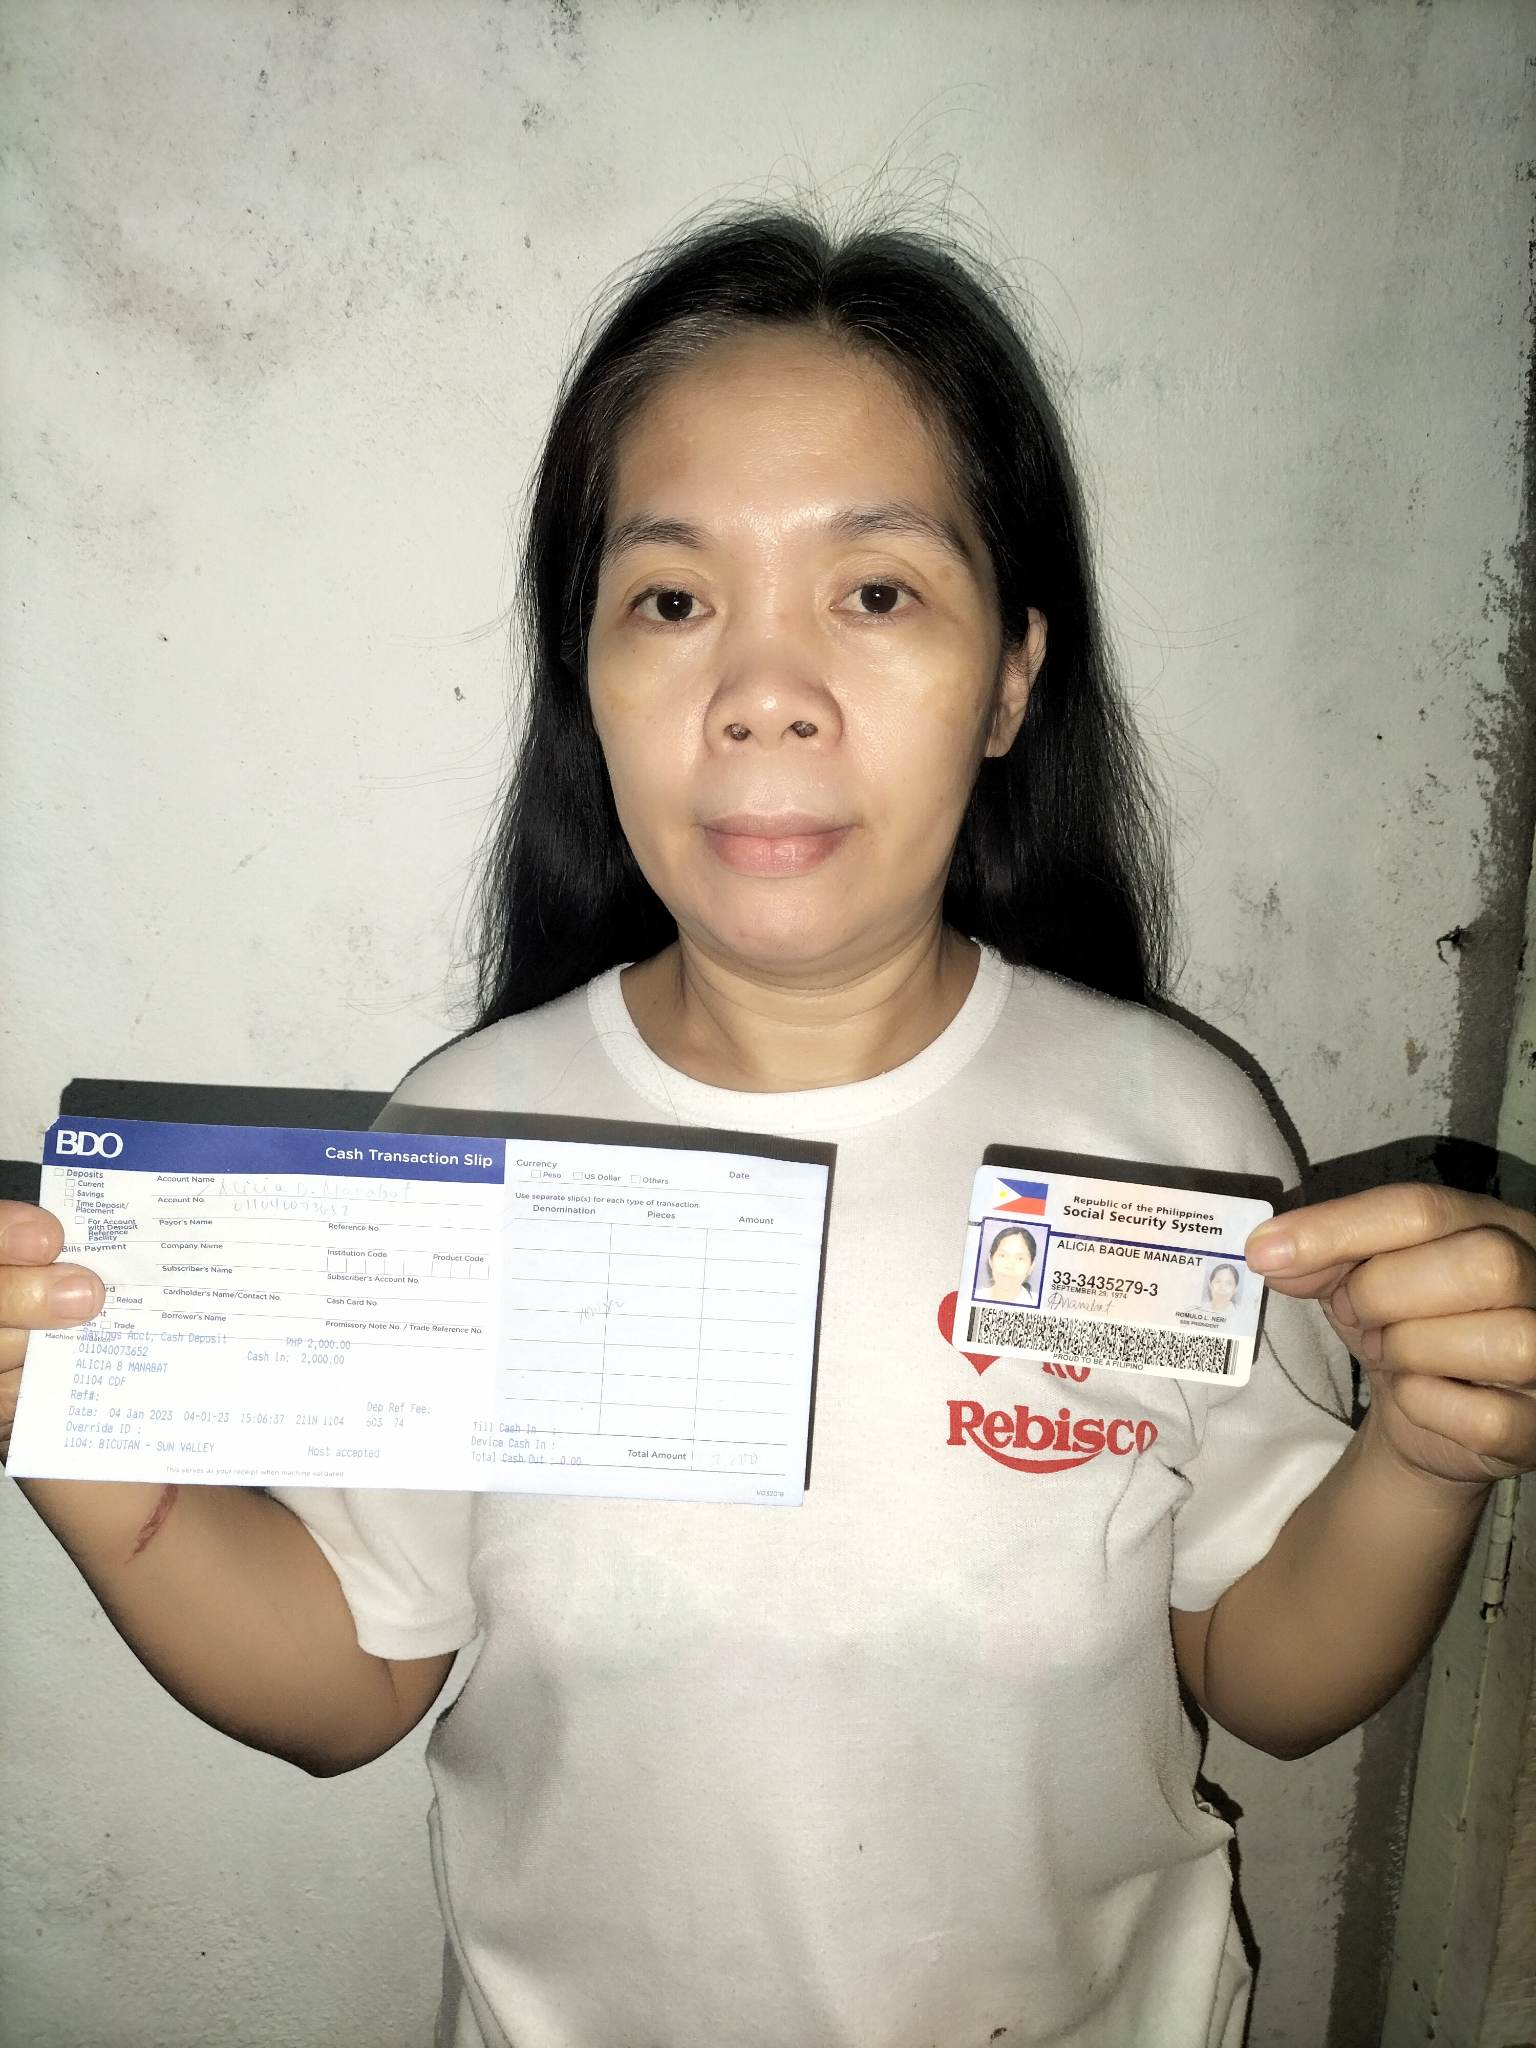 BDO
Cash Transaction Slip
Deposits
Current
Savings
Time Deposit/
Placement
For Account
with Deposit
Reference
Facility
Bills Payment
Reload
Trade
Machine Validation
Account Name
Alicia B. Manabat
Account No.
Payor's Name
Reference No.
Company Name
Institution Code
Product Code
Subscriber's Name
Subscriber's Account No.
Cardholder's Name/Contact No.
Cash Card No.
Borrower's Name
Promissory Note No. / Trade Reference No.
Savings Acct, Cash Deposit
PHP 2,000.00
011040073652
Cash In: 2,000.00
ALICIA B MANABAT
01104 CDF
Ref#:
Dep Ref Fee:
Date: 04 Jan 2023 04-01-23 15:06:37 211N 1104 603 74
Override ID :
1104: BICUTAN - SUN VALLEY
Host accepted
Till Cash In :
Device Cash In :
Total Cash Out : 0.00
This serves as your receipt when machine validated
Currency
Peso
US Dollar
Others
Date
Use separate slip(s) for each type of transaction
Denomination
Pieces
Amount
Total Amount
2,000
Republic of the Philippines
Social Security System
ALICIA BAQUE MANABAT
33-3435279-3
SEPTEMBER 29, 1974
Manabat
ROMULO L. NERI
SSS PRESIDENT
PROUD TO BE A FILIPINO
KO
Rebisco